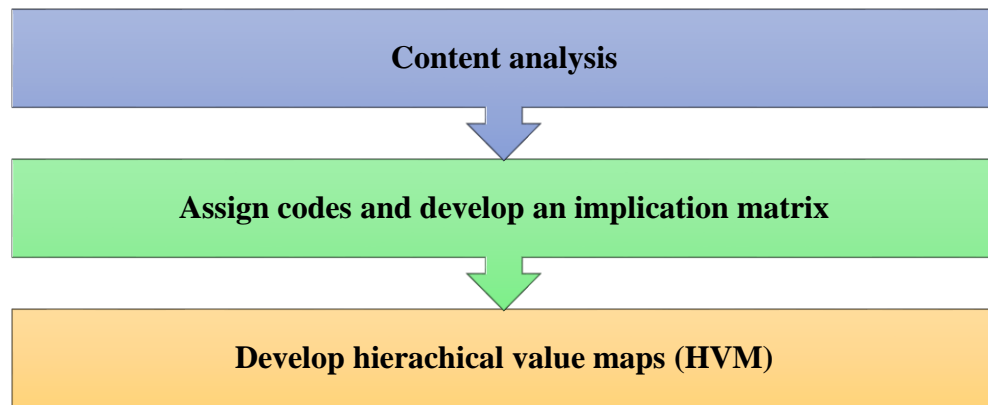 Content analysis
Assign codes and develop an implication matrix
Develop hierachical value maps (HVM)